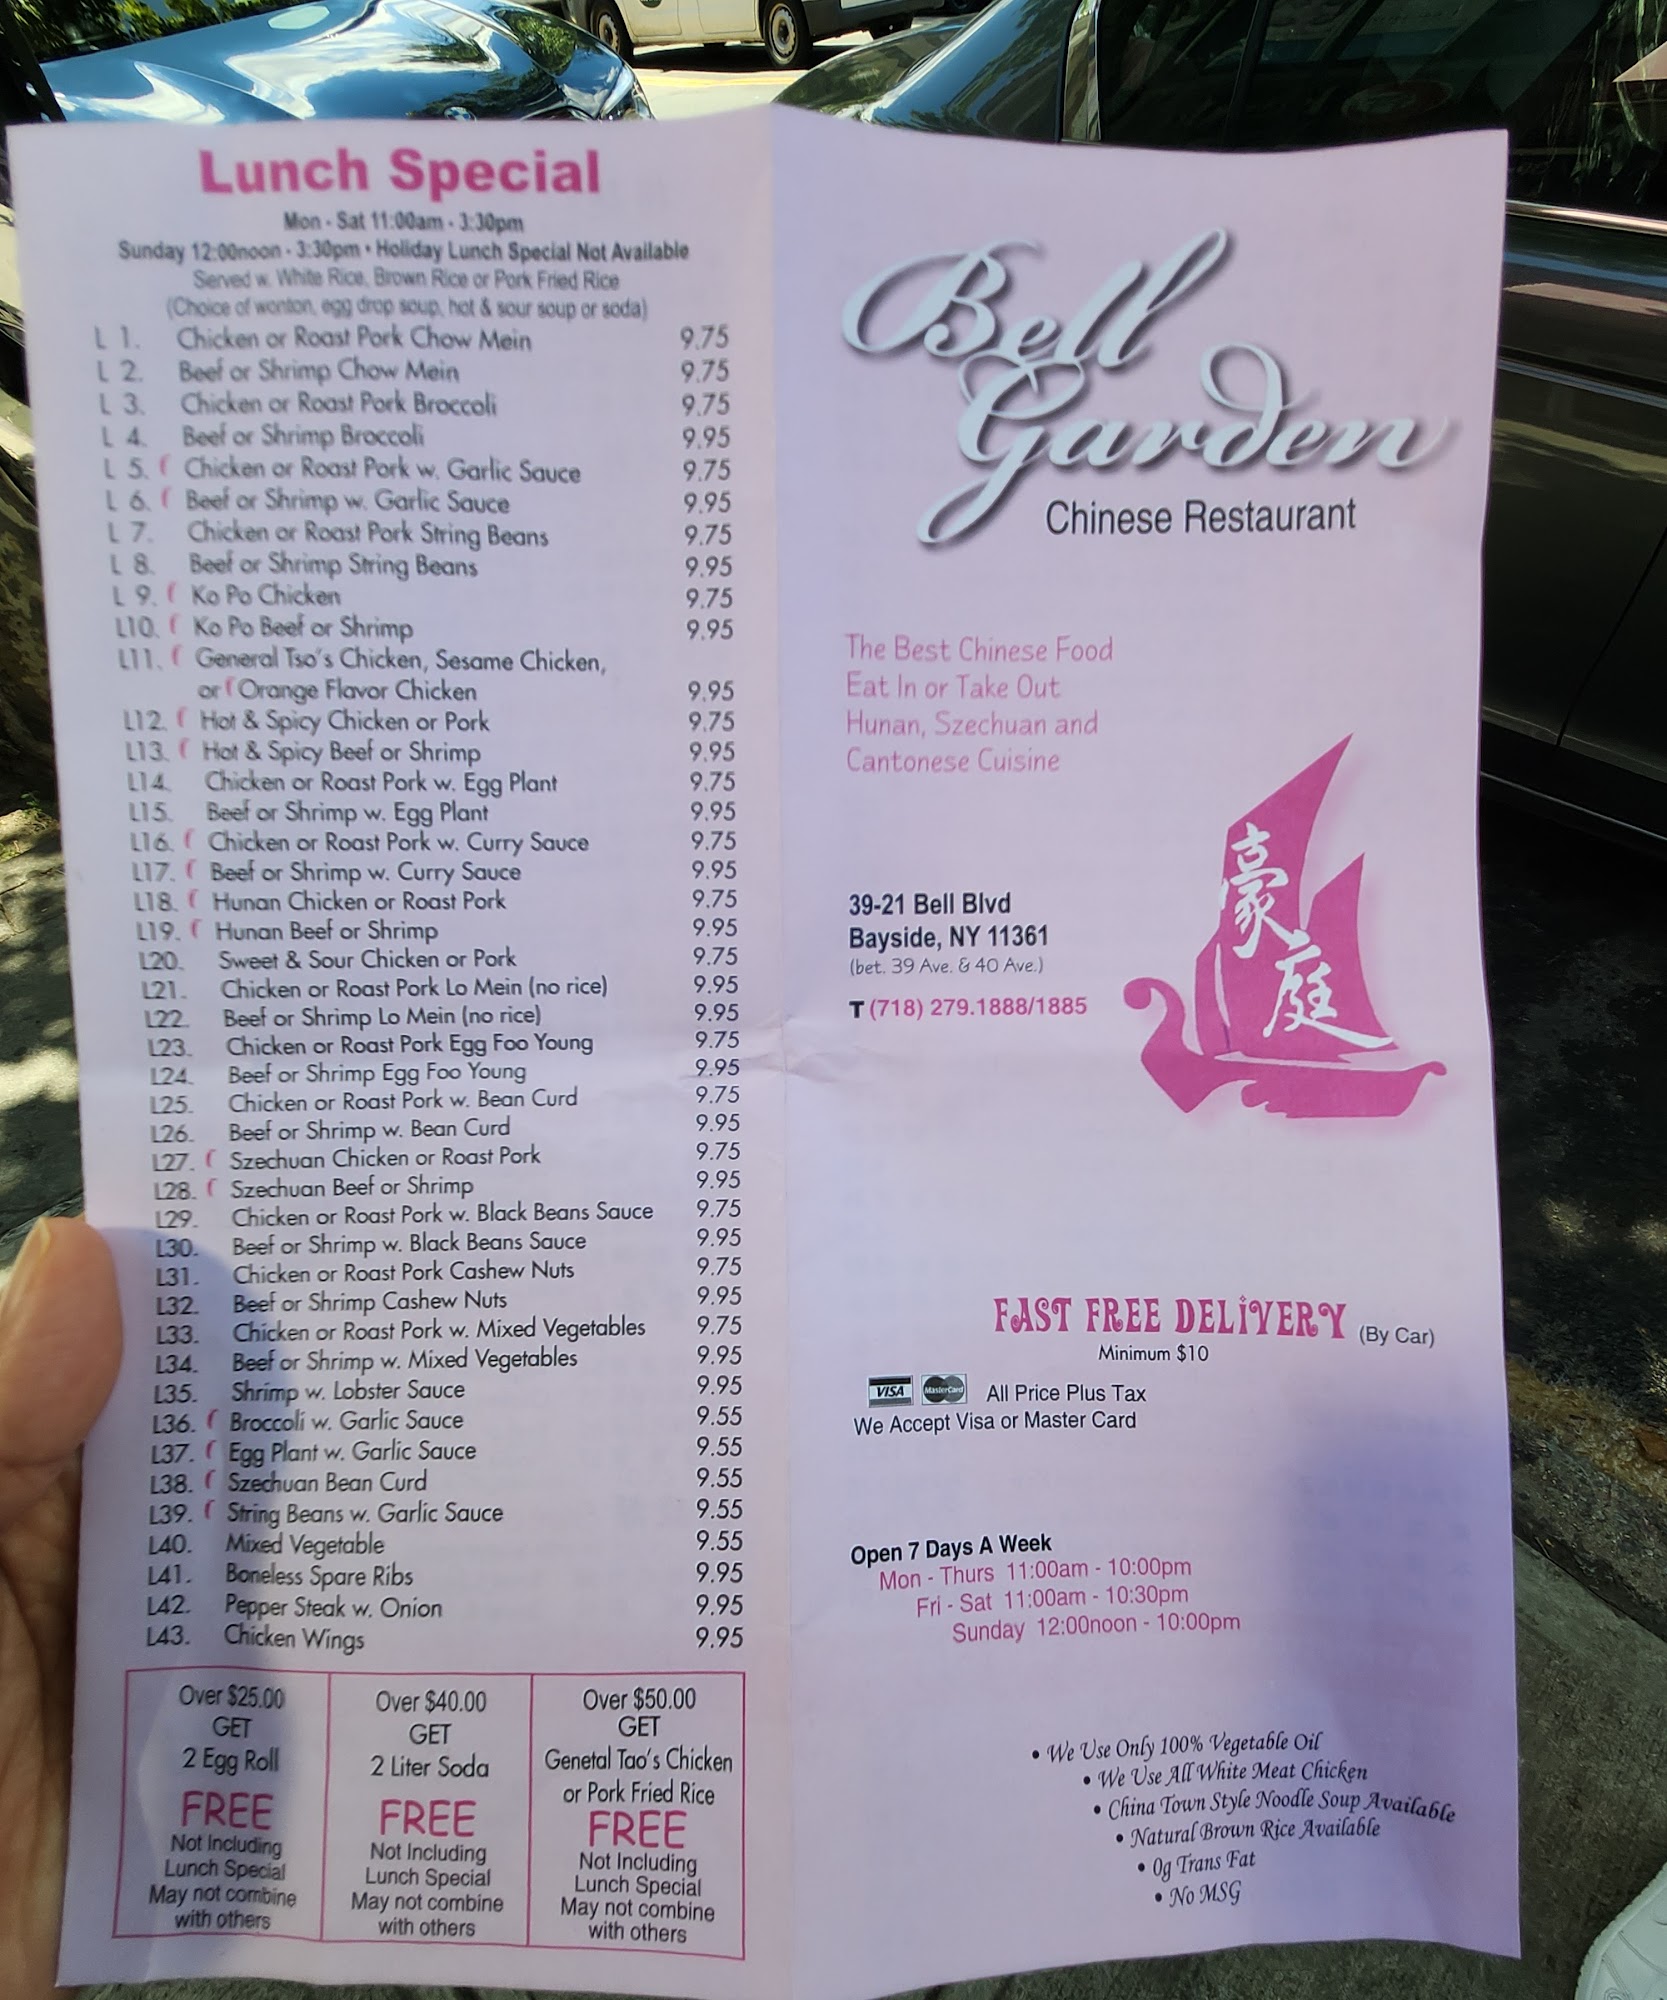 Lunch Special
Mon - Sat 11:00am - 3:30pm
Sunday 12:00noon - 3:30pm • Holiday Lunch Special Not Available
Served w. White Rice, Brown Rice or Pork Fried Rice
(Choice of wonton, egg drop soup, hot & sour soup or soda)
L 1. Chicken or Roast Pork Chow Mein 9.75
L 2. Beef or Shrimp Chow Mein 9.75
L 3. Chicken or Roast Pork Broccoli 9.75
L 4. Beef or Shrimp Broccoli 9.95
L 5. Chicken or Roast Pork w. Garlic Sauce 9.75
L 6. Beef or Shrimp w. Garlic Sauce 9.95
L 7. Chicken or Roast Pork String Beans 9.75
L 8. Beef or Shrimp String Beans 9.95
L 9. Ko Po Chicken 9.75
L10. Ko Po Beef or Shrimp 9.95
L11. General Tso's Chicken, Sesame Chicken,
or Orange Flavor Chicken 9.95
L12. Hot & Spicy Chicken or Pork 9.75
L13. Hot & Spicy Beef or Shrimp 9.95
L14. Chicken or Roast Pork w. Egg Plant 9.75
L15. Beef or Shrimp w. Egg Plant 9.95
L16. Chicken or Roast Pork w. Curry Sauce 9.75
L17. Beef or Shrimp w. Curry Sauce 9.95
L18. Hunan Chicken or Roast Pork 9.75
L19. Hunan Beef or Shrimp 9.95
L20. Sweet & Sour Chicken or Pork 9.75
L21. Chicken or Roast Pork Lo Mein (no rice) 9.95
L22. Beef or Shrimp Lo Mein (no rice) 9.95
L23. Chicken or Roast Pork Egg Foo Young 9.75
L24. Beef or Shrimp Egg Foo Young 9.95
L25. Chicken or Roast Pork w. Bean Curd 9.75
L26. Beef or Shrimp w. Bean Curd 9.95
L27. Szechuan Chicken or Roast Pork 9.75
L28. Szechuan Beef or Shrimp 9.95
L29. Chicken or Roast Pork w. Black Beans Sauce 9.75
L30. Beef or Shrimp w. Black Beans Sauce 9.95
L31. Chicken or Roast Pork Cashew Nuts 9.75
L32. Beef or Shrimp Cashew Nuts 9.95
L33. Chicken or Roast Pork w. Mixed Vegetables 9.75
L34. Beef or Shrimp w. Mixed Vegetables 9.95
L35. Shrimp w. Lobster Sauce 9.95
L36. Broccoli w. Garlic Sauce 9.55
L37. Egg Plant w. Garlic Sauce 9.55
L38. Szechuan Bean Curd 9.55
L39. String Beans w. Garlic Sauce 9.55
L40. Mixed Vegetable 9.55
L41. Boneless Spare Ribs 9.95
L42. Pepper Steak w. Onion 9.95
L43. Chicken Wings 9.95
Over $25.00
GET
2 Egg Roll
FREE
Not Including
Lunch Special
May not combine
with others
Over $40.00
GET
2 Liter Soda
FREE
Not Including
Lunch Special
May not combine
with others
Over $50.00
GET
Genetal Tao's Chicken
or Pork Fried Rice
FREE
Not Including
Lunch Special
May not combine
with others
Bell
Garden
Chinese Restaurant
The Best Chinese Food
Eat In or Take Out
Hunan, Szechuan and
Cantonese Cuisine
豪庭
39-21 Bell Blvd
Bayside, NY 11361
(bet. 39 Ave. & 40 Ave.)
T (718) 279.1888/1885
FAST FREE DELIVERY (By Car)
Minimum $10
VISA MasterCard All Price Plus Tax
We Accept Visa or Master Card
Open 7 Days A Week
Mon - Thurs 11:00am - 10:00pm
Fri - Sat 11:00am - 10:30pm
Sunday 12:00noon - 10:00pm
• We Use Only 100% Vegetable Oil
• We Use All White Meat Chicken
• China Town Style Noodle Soup Available
• Natural Brown Rice Available
• 0g Trans Fat
• No MSG